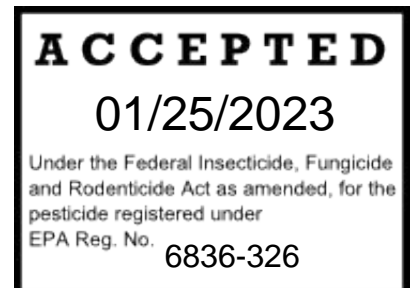 ACCEPTED
01/25/2023
Under the Federal Insecticide, Fungicide
and Rodenticide Act as amended, for the
pesticide registered under
EPA Reg. No. 6836-326